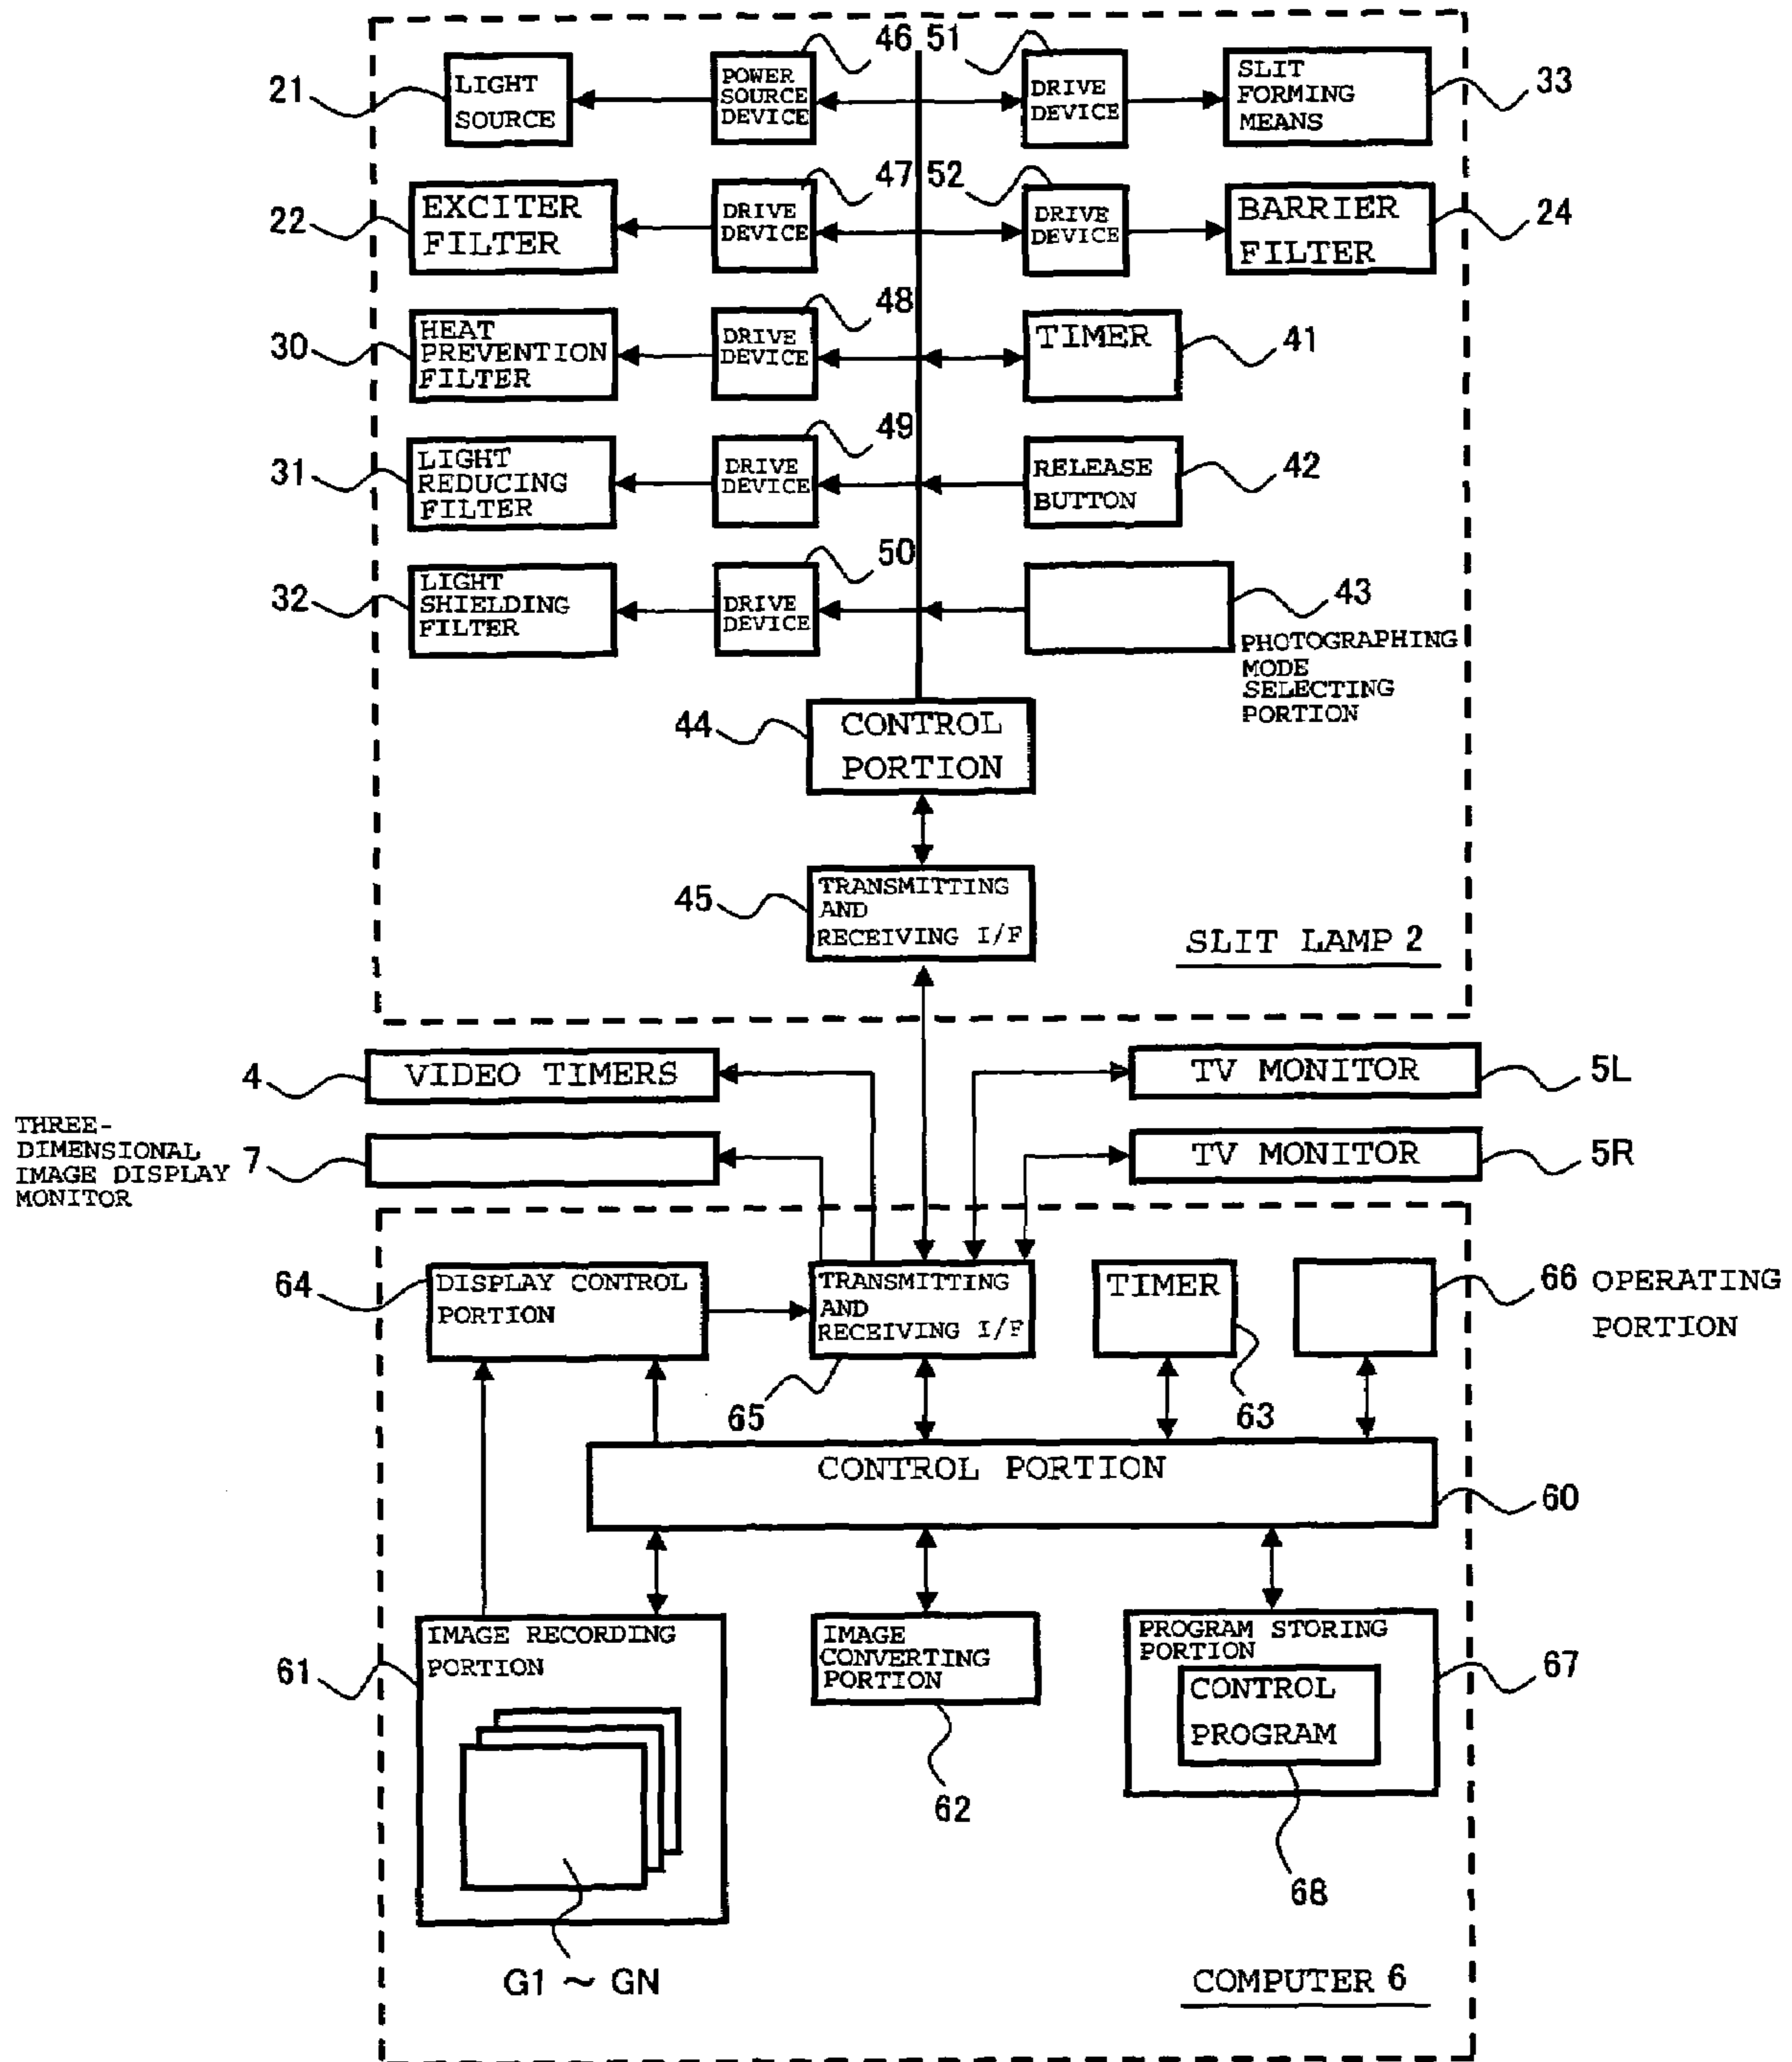 46 51
21
LIGHT
SOURCE
POWER
SOURCE
DEVICE
DRIVE
DEVICE
SLIT
FORMING
MEANS
33
47 52
22
EXCITER
FILTER
DRIVE
DEVICE
DRIVE
DEVICE
BARRIER
FILTER
24
48
30
HEAT
PREVENTION
FILTER
DRIVE
DEVICE
TIMER
41
49
31
LIGHT
REDUCING
FILTER
DRIVE
DEVICE
RELEASE
BUTTON
42
50
32
LIGHT
SHIELDING
FILTER
DRIVE
DEVICE
43
PHOTOGRAPHING
MODE
SELECTING
PORTION
44
CONTROL
PORTION
45
TRANSMITTING
AND
RECEIVING I/F
SLIT LAMP 2
4
VIDEO TIMERS
TV MONITOR
5L
THREE-
DIMENSIONAL
IMAGE DISPLAY
MONITOR
7
TV MONITOR
5R
64
DISPLAY CONTROL
PORTION
TRANSMITTING
AND
RECEIVING I/F
65
TIMER
63
66 OPERATING
PORTION
CONTROL PORTION
60
61
IMAGE RECORDING
PORTION
IMAGE
CONVERTING
PORTION
62
PROGRAM STORING
PORTION
CONTROL
PROGRAM
67
68
G1 ~ GN
COMPUTER 6